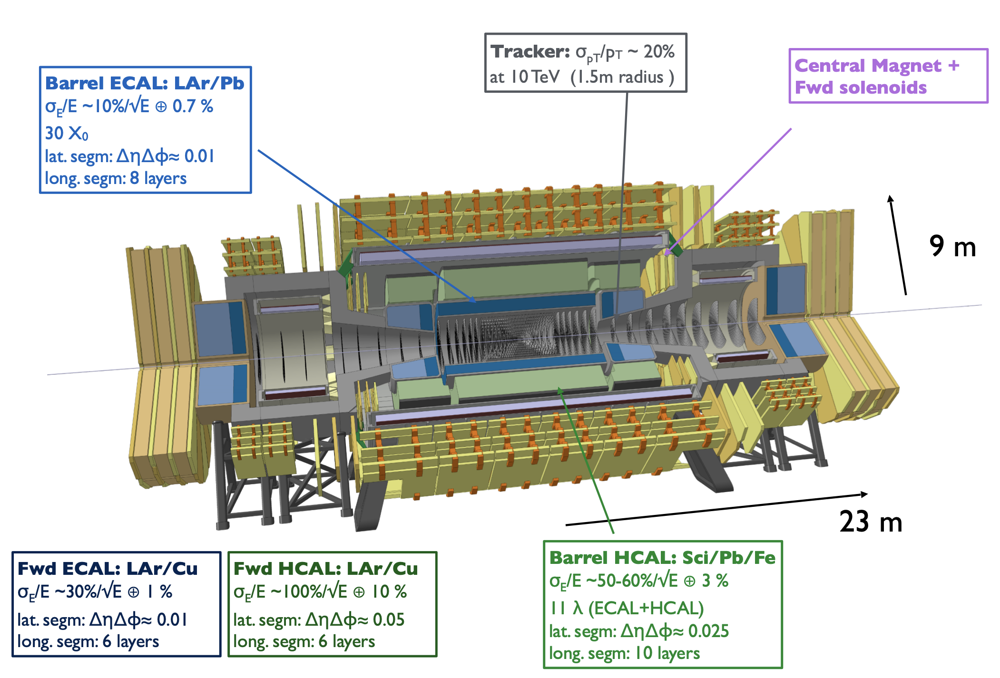 Tracker: σpT/pT ~ 20%
at 10 TeV (1.5m radius )
Central Magnet +
Fwd solenoids
Barrel ECAL: LAr/Pb
σE/E ~10%/√E ⊕ 0.7 %
30 X0
lat. segm: ΔηΔϕ≈ 0.01
long. segm: 8 layers
9 m
23 m
Fwd ECAL: LAr/Cu
σE/E ~30%/√E ⊕ 1 %
lat. segm: ΔηΔϕ≈ 0.01
long. segm: 6 layers
Fwd HCAL: LAr/Cu
σE/E ~100%/√E ⊕ 10 %
lat. segm: ΔηΔϕ≈ 0.05
long. segm: 6 layers
Barrel HCAL: Sci/Pb/Fe
σE/E ~50-60%/√E ⊕ 3 %
11 λ (ECAL+HCAL)
lat. segm: ΔηΔϕ≈ 0.025
long. segm: 10 layers